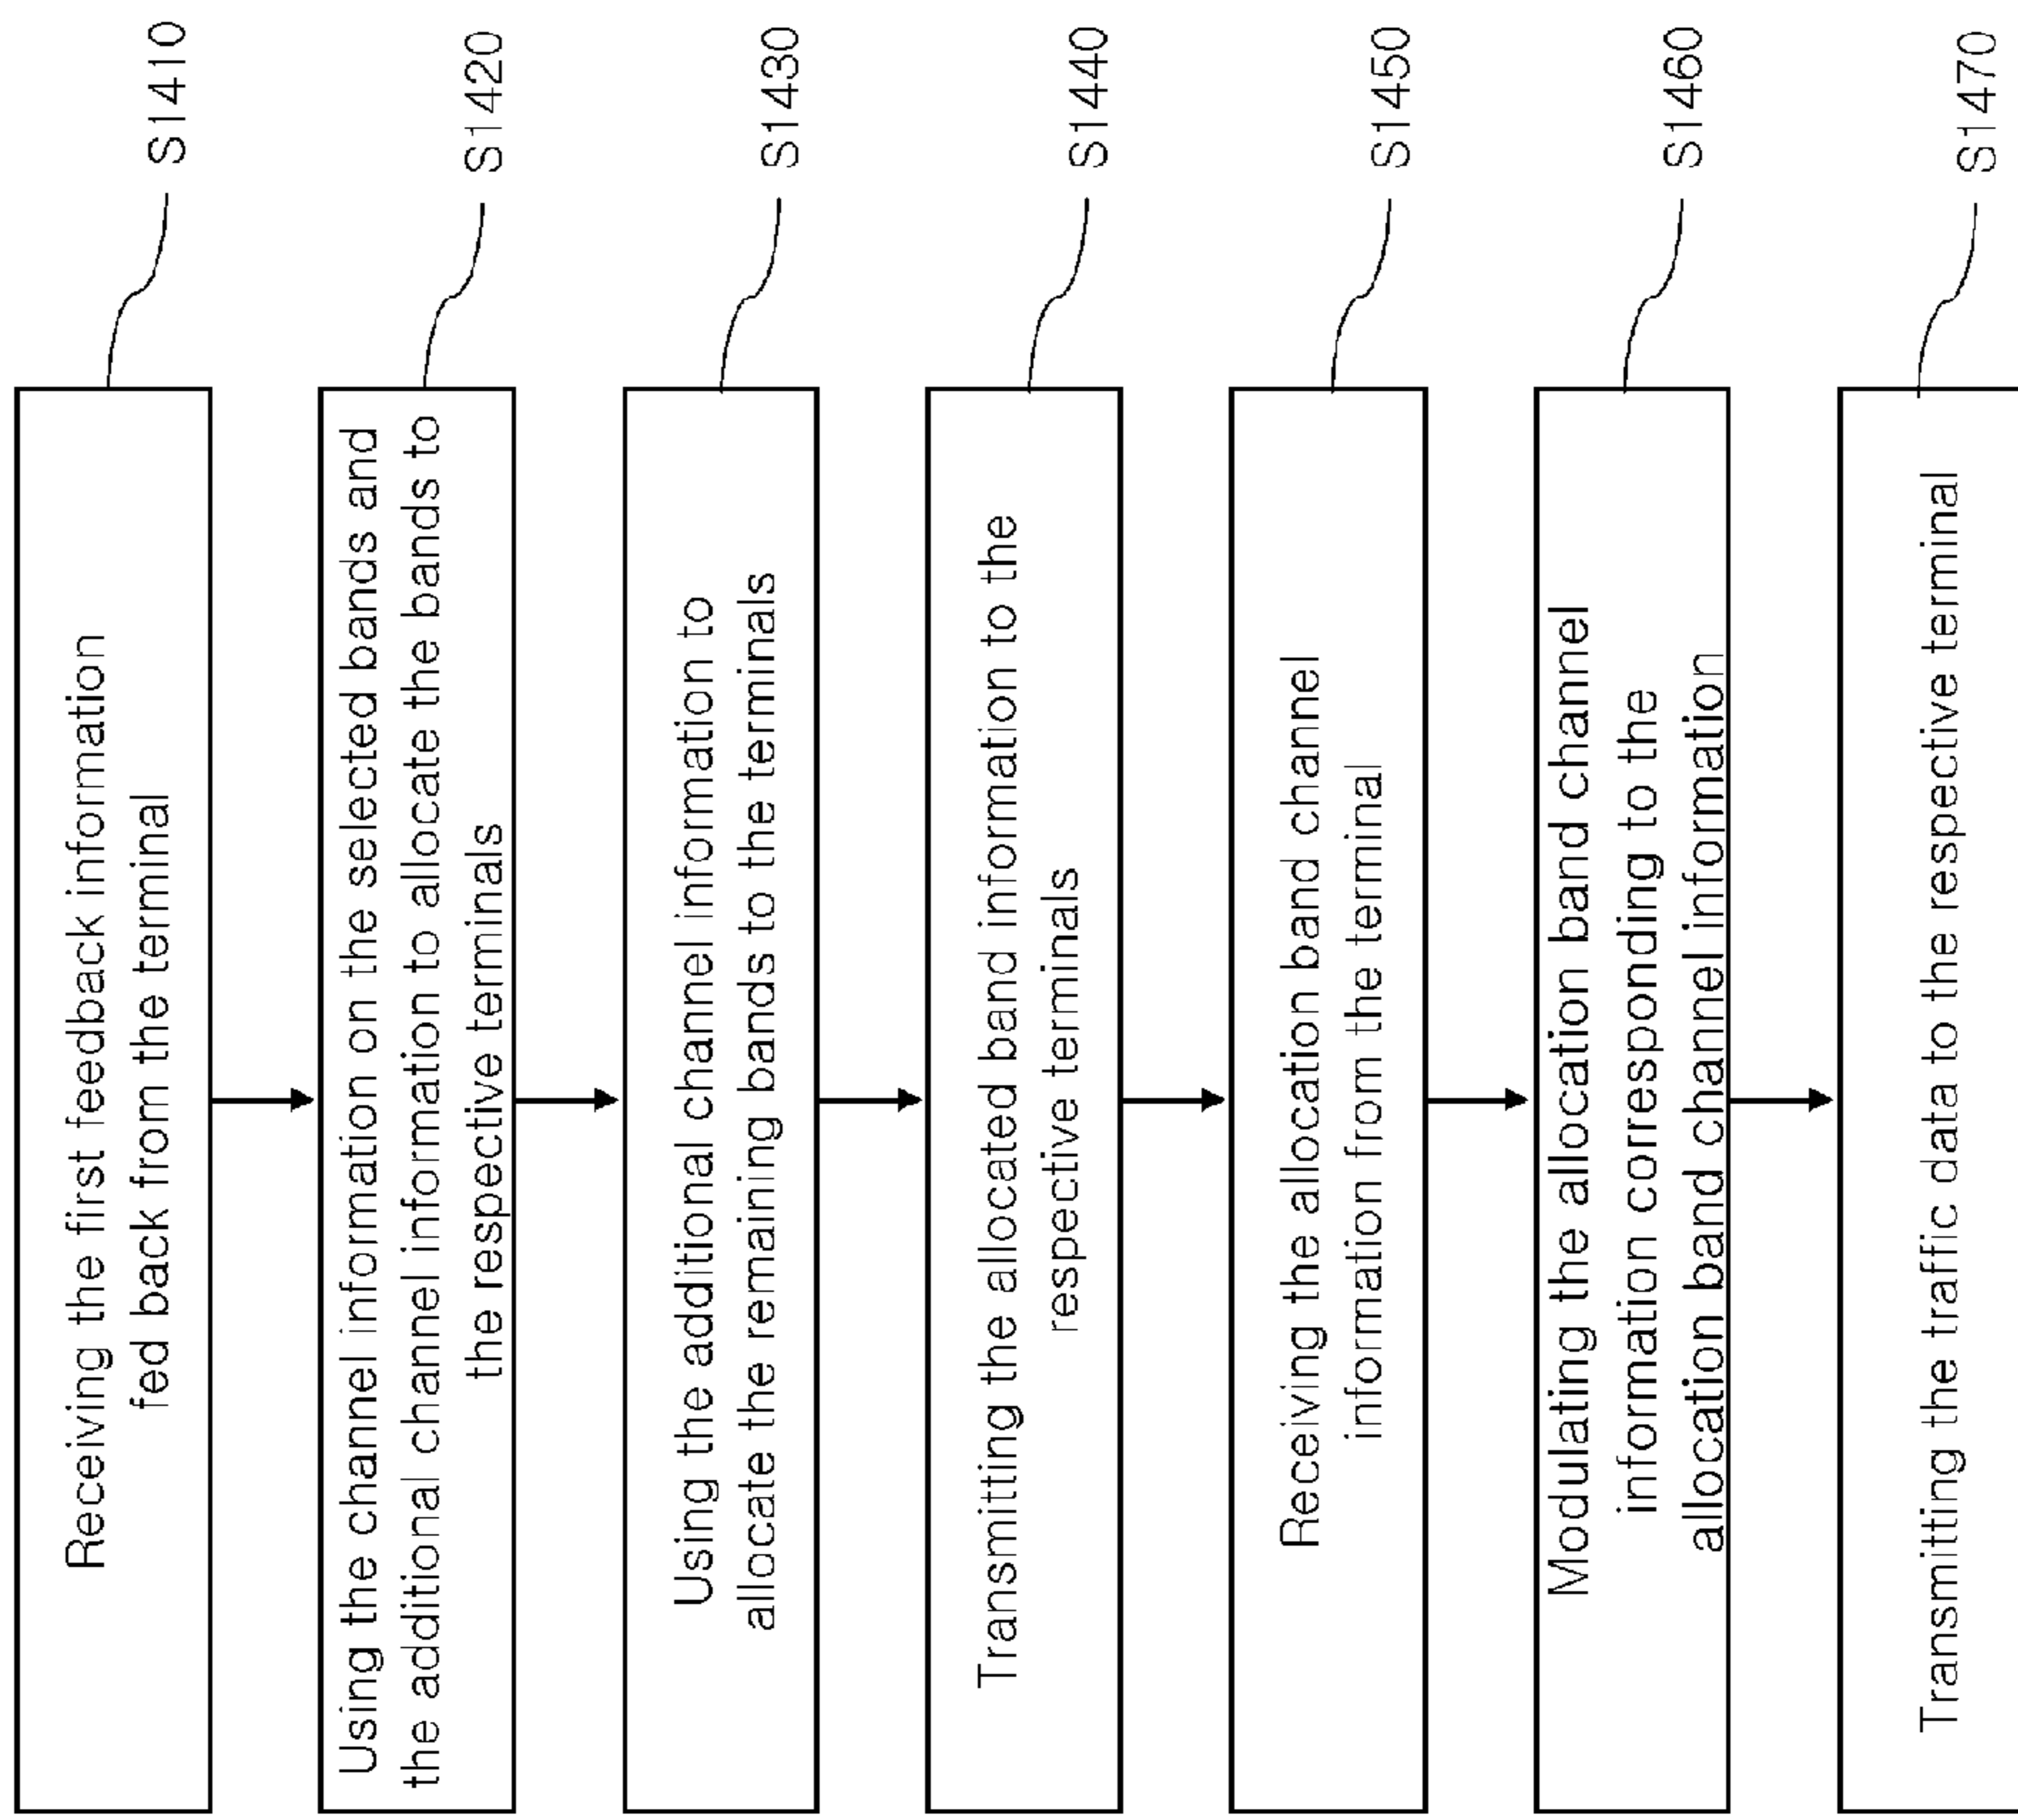 Receiving the first feedback information
fed back from the terminal
S1410
Using the channel information on the selected bands and
the additional channel information to allocate the bands to
the respective terminals
S1420
Using the additional channel information to
allocate the remaining bands to the terminals
S1430
Transmitting the allocated band information to the
respective terminals
S1440
Receiving the allocation band channel
information from the terminal
S1450
Modulating the allocation band channel
information corresponding to the
allocation band channel information
S1460
Transmitting the traffic data to the respective terminal
S1470